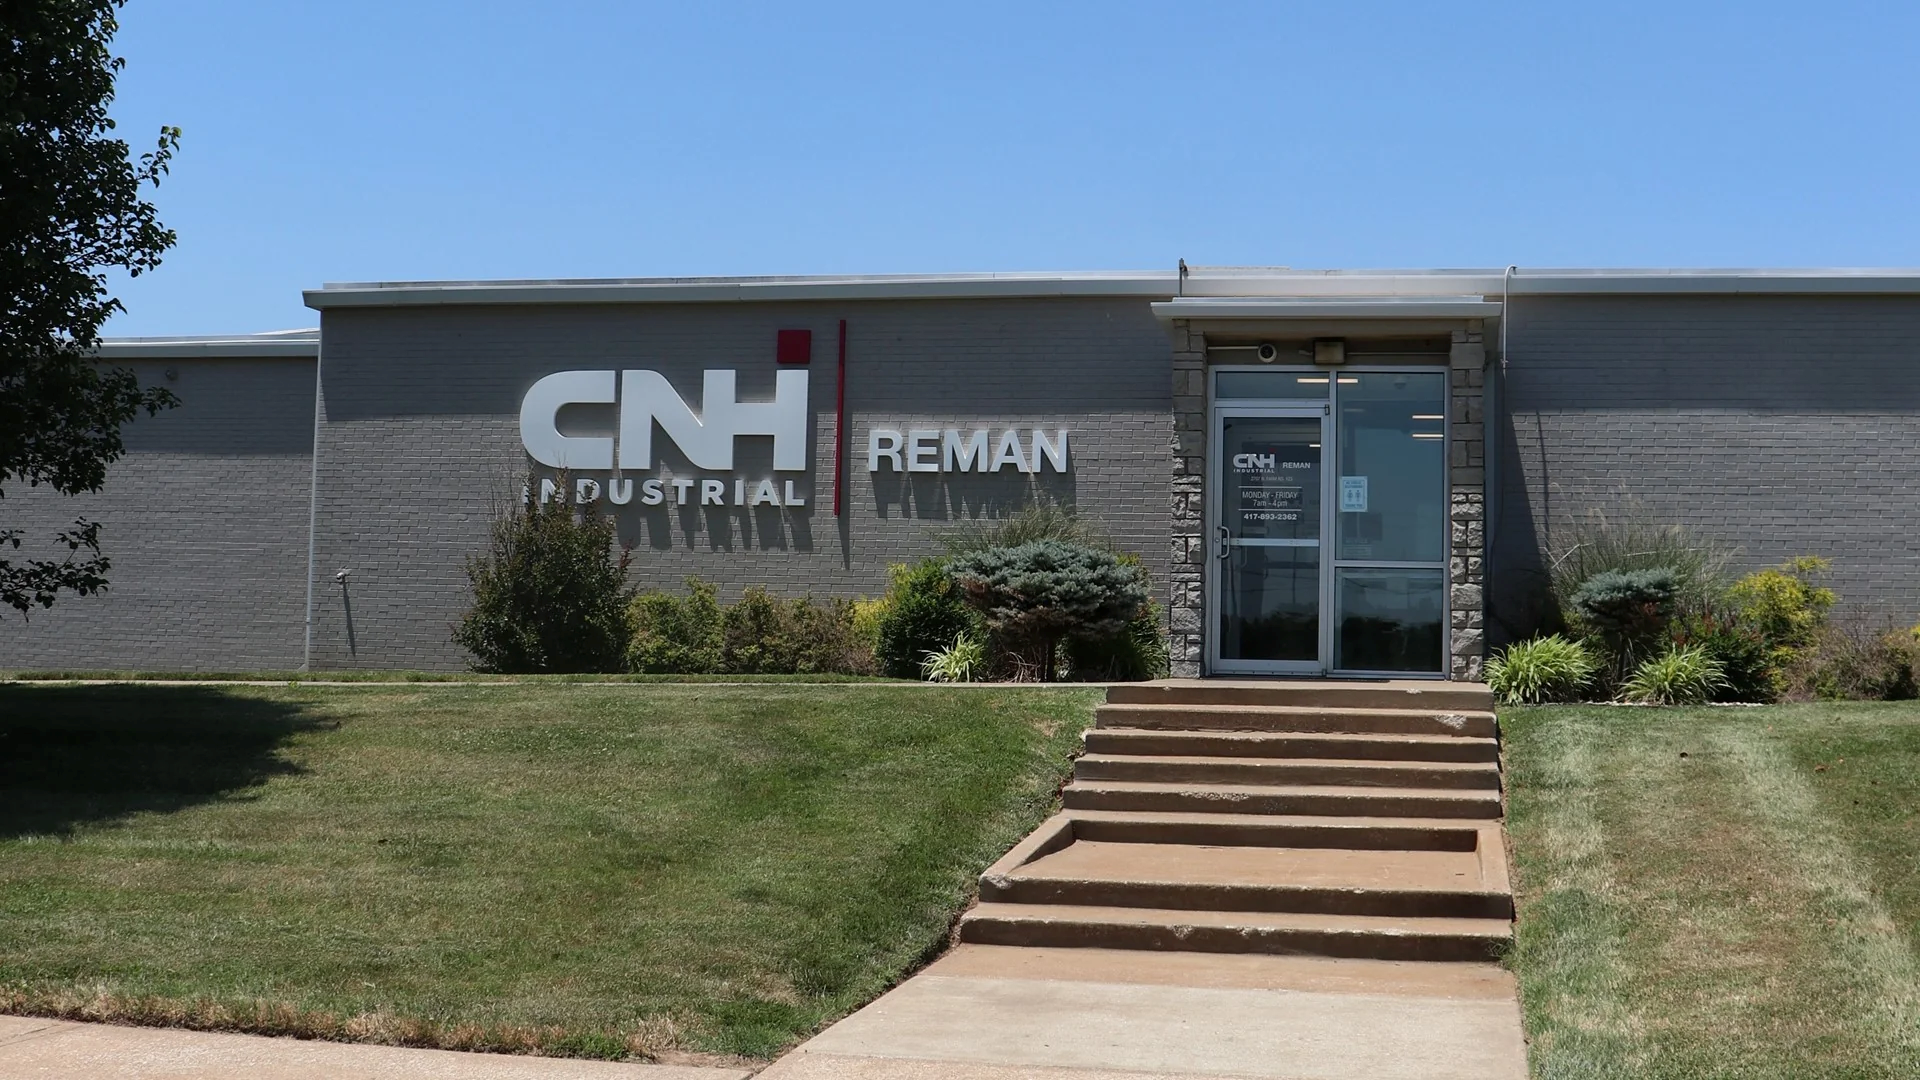 CNH
INDUSTRIAL
REMAN
CNH
INDUSTRIAL
REMAN
MONDAY - FRIDAY
7am - 4pm
417-893-2362